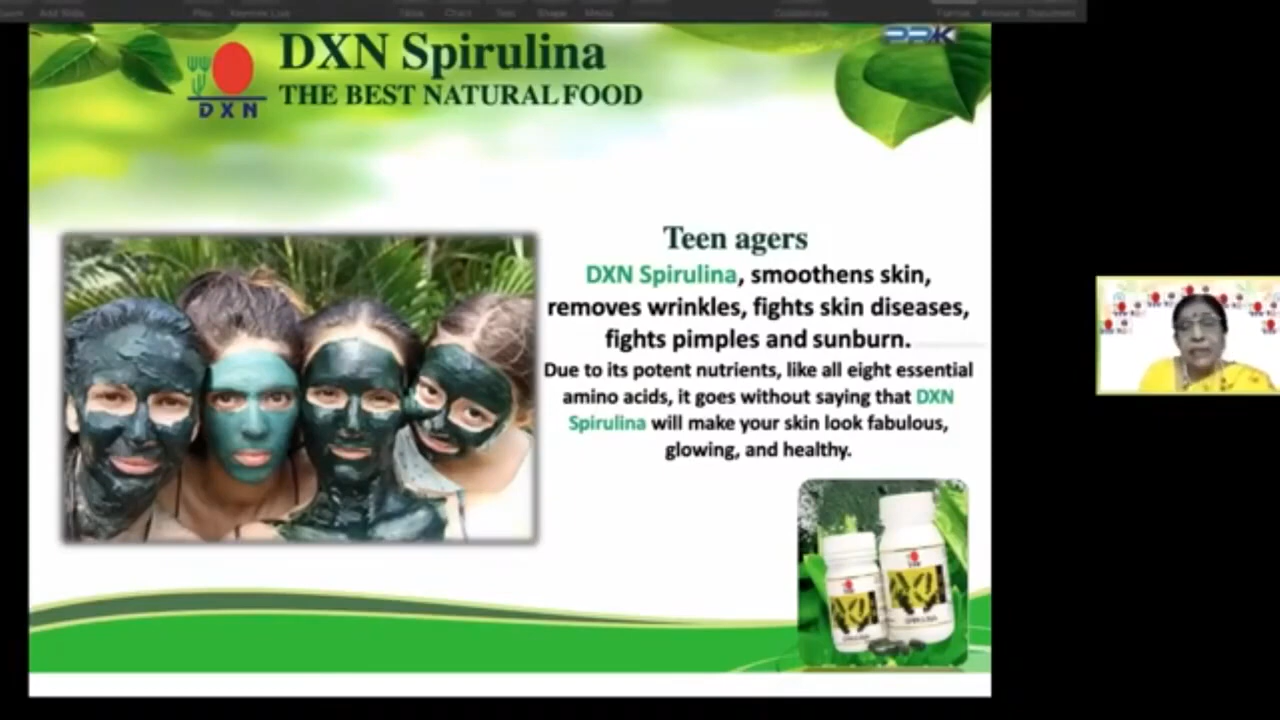 DXN Spirulina
THE BEST NATURAL FOOD
DXN
Teen agers
DXN Spirulina, smoothens skin,
removes wrinkles, fights skin diseases,
fights pimples and sunburn.
Due to its potent nutrients, like all eight essential
amino acids, it goes without saying that DXN
Spirulina will make your skin look fabulous,
glowing, and healthy.